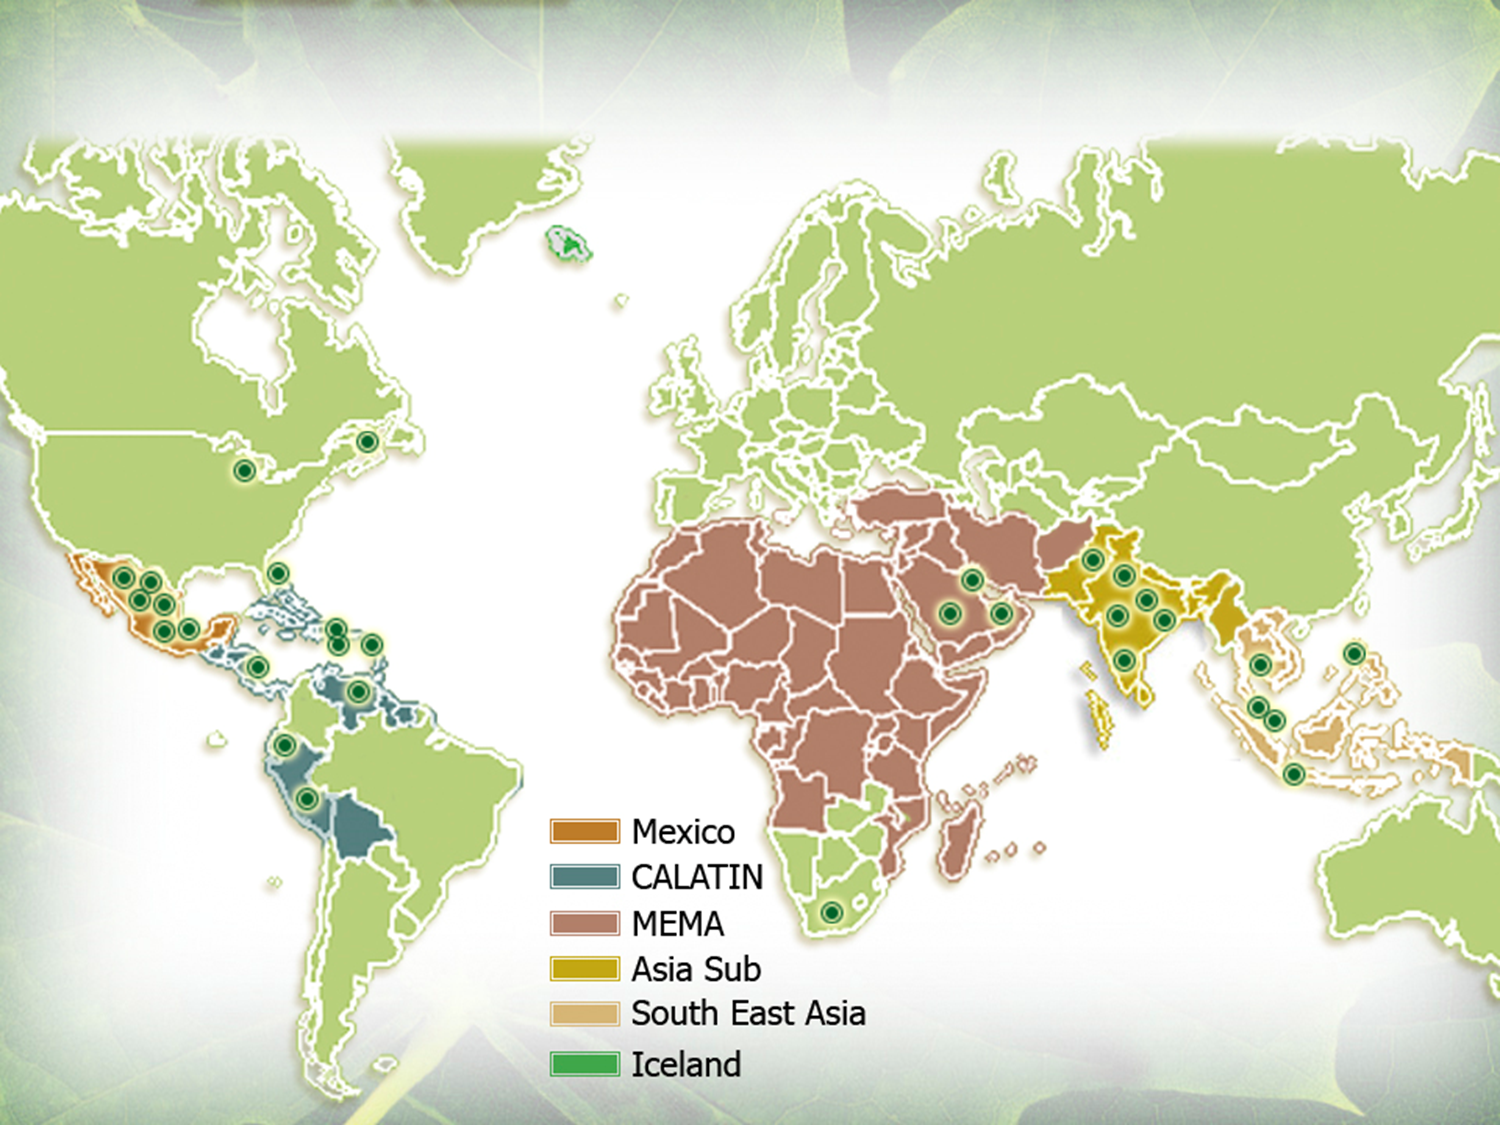 Mexico
CALATIN
MEMA
Asia Sub
South East Asia
Iceland